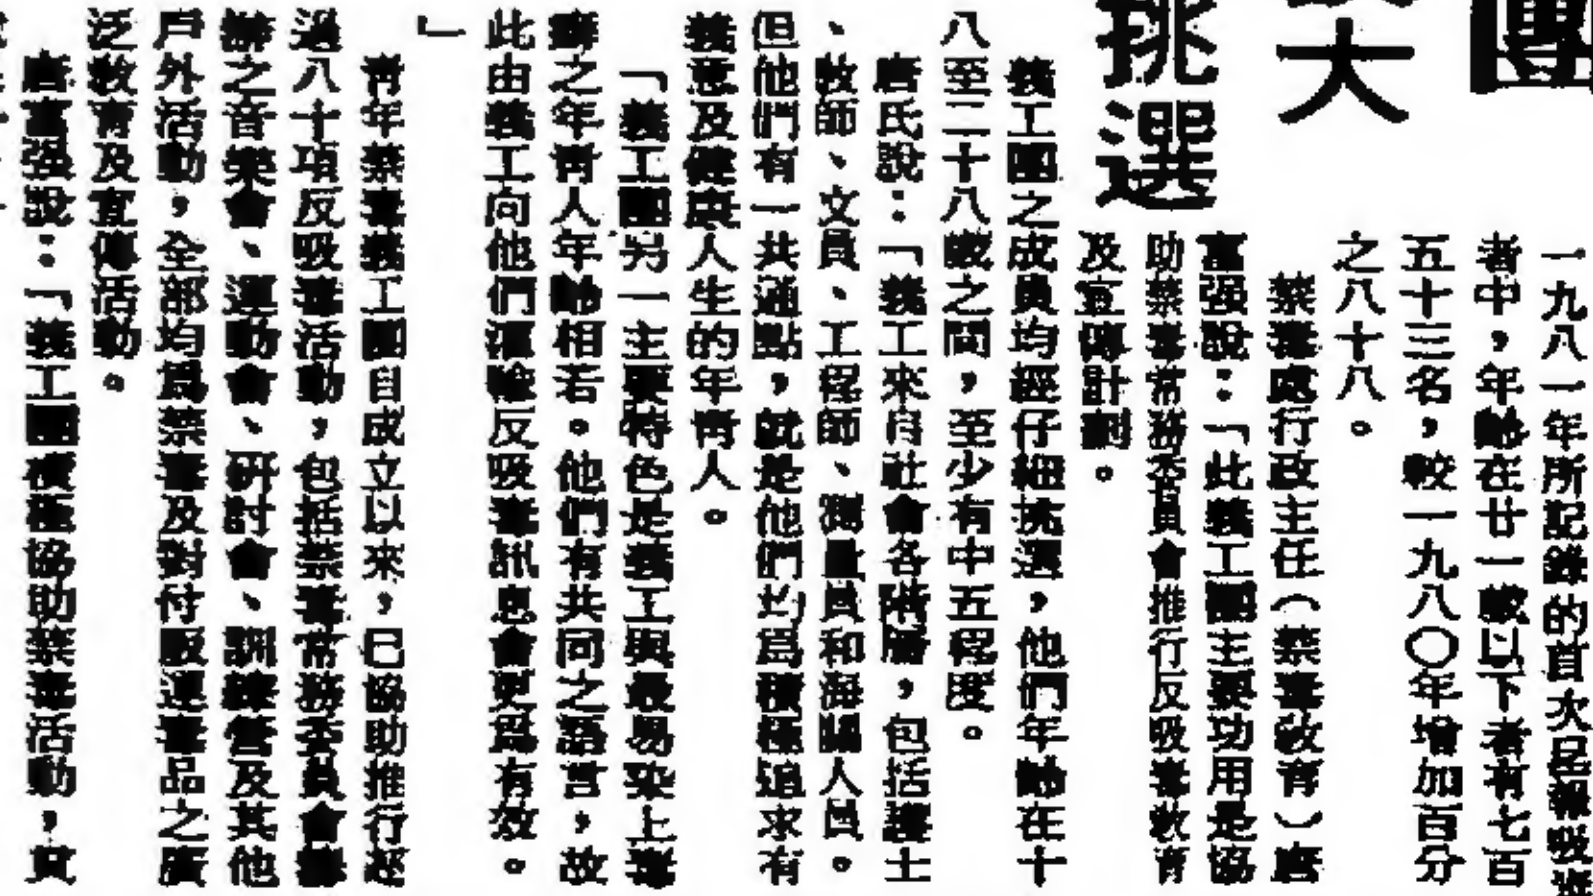 團
大
挑選
一九八一年所記錄的首次呈報吸毒
者中，年齡在廿一歲以下者有七百
五十三名，較一九八〇年增加百分
之八十八。
禁毒處行政主任（禁毒敎育）唐
富强說：「此義工團主要功用是協
助禁毒常務委員會推行反吸毒敎育
及宣傳計劃。
義工團之成員均經仔細挑選，他們年齡在十
八至二十八歲之間，至少有中五程度。
唐氏說：「義工來自社會各階層，包括護士
、敎師、文員、工程師、測量員和海關人員。
但他們有一共通點，就是他們均爲積極追求有
義意及健康人生的年靑人。
「義工團另一主要特色是義工與最易染上毒
癖之年靑人年齡相若。他們有共同之語言，故
此由義工向他們灌輸反吸毒訊息會更爲有效。
」
靑年禁毒義工團自成立以來，已協助推行超
過八十項反吸毒活動，包括禁毒常務委員會舉
辦之音樂會、運動會、硏討會、訓練營及其他
戶外活動，全部均爲禁毒及對付販運毒品之廣
泛敎育及宣傳活動。
唐富强說：「義工團積極協助禁毒活動，實